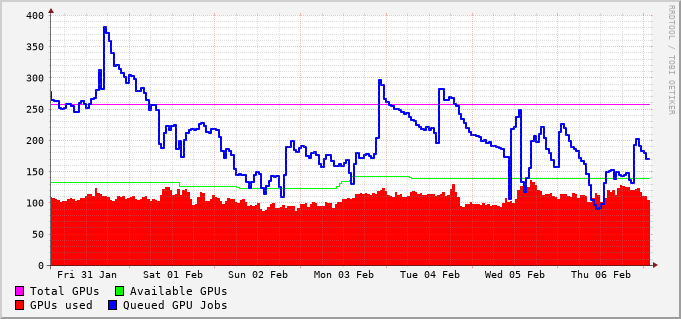 400
350
300
250
200
150
100
50
0
Fri 31 Jan Sat 01 Feb Sun 02 Feb Mon 03 Feb Tue 04 Feb Wed 05 Feb Thu 06 Feb
Total GPUs Available GPUs
GPUs used Queued GPU Jobs
RRDTOOL / TOBI OETIKER